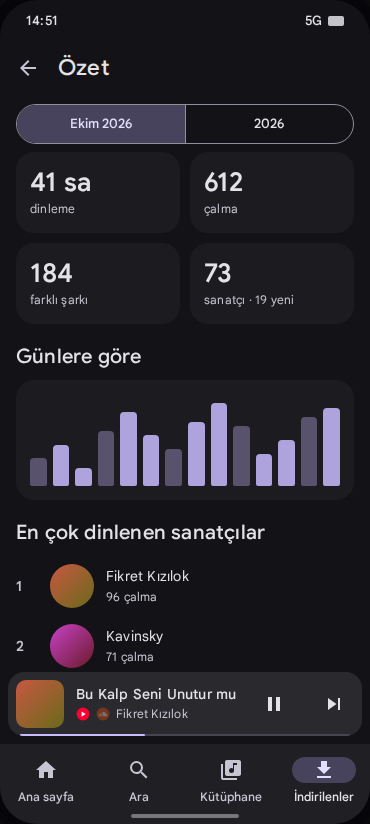 14:51
5G
Özet
Ekim 2026
2026
41 sa
dinleme
612
çalma
184
farklı şarkı
73
sanatçı · 19 yeni
Günlere göre
En çok dinlenen sanatçılar
1
Fikret Kızılok
96 çalma
2
Kavinsky
71 çalma
Bu Kalp Seni Unutur mu
Fikret Kızılok
Ana sayfa
Ara
Kütüphane
İndirilenler